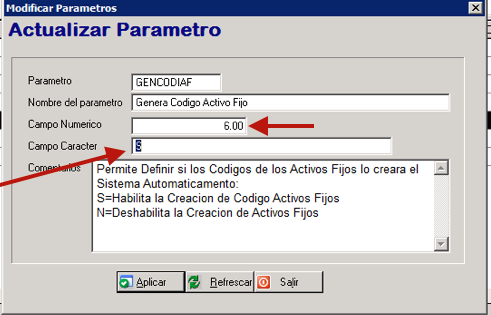 Modificar Parametros
Actualizar Parametro
Parametro GENCODIAF
Nombre del parametro Genera Codigo Activo Fijo
Campo Numerico 6.00
Campo Caracter S
Comentarios Permite Definir si los Codigos de los Activos Fijos lo creara el
Sistema Automaticamento:
S=Habilita la Creacion de Codigo Activos Fijos
N=Deshabilita la Creacion de Activos Fijos
Aplicar Refrescar Salir